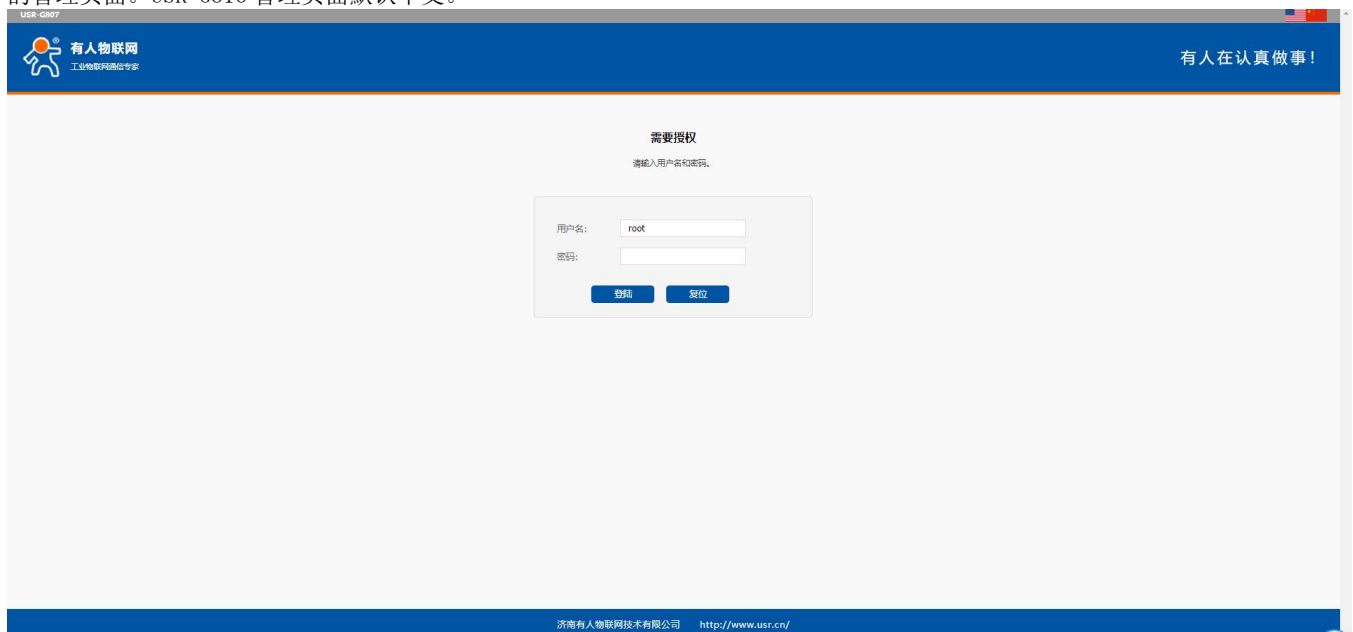 的管理页面。USR-G816 管理页面默认中文。
USR-G807
有人物联网
®
工业物联网通信专家
有人在认真做事！
需要授权
请输入用户名和密码。
用户名: root
密码:
登陆 复位
济南有人物联网技术有限公司 http://www.usr.cn/